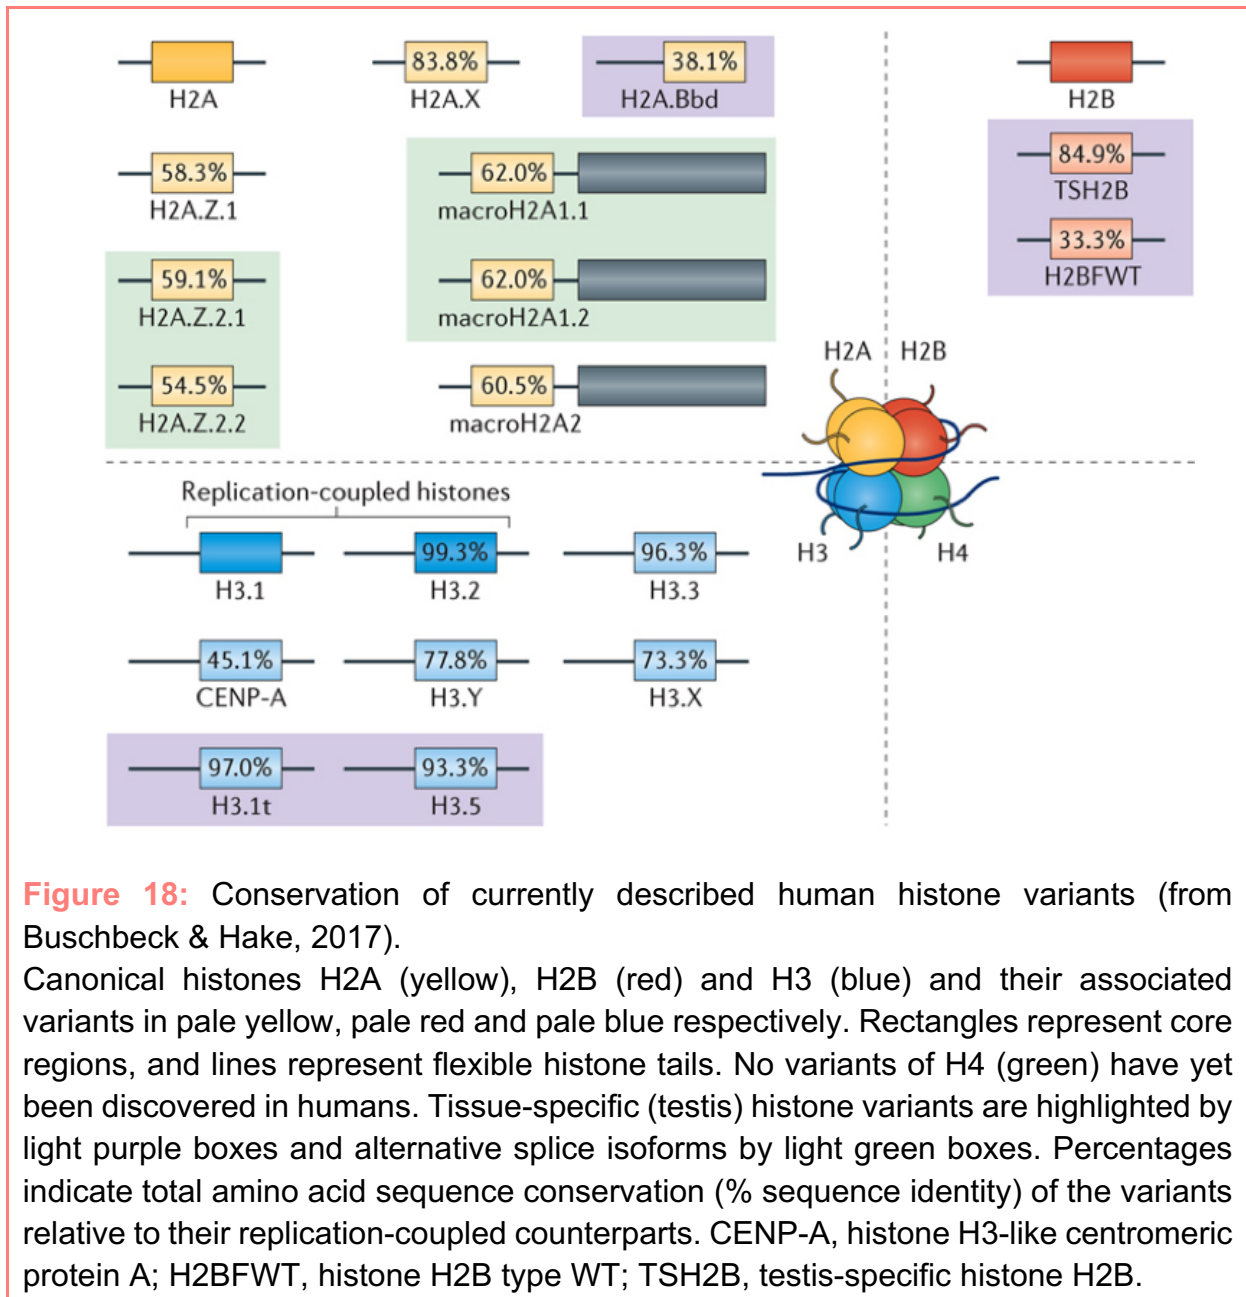 83.8%
38.1%
H2A
H2A.X
H2A.Bbd
H2B
58.3%
62.0%
84.9%
H2A.Z.1
macroH2A1.1
TSH2B
33.3%
59.1%
62.0%
H2BFWT
H2A.Z.2.1
macroH2A1.2
H2A H2B
54.5%
60.5%
H2A.Z.2.2
macroH2A2
Replication-coupled histones
99.3%
96.3%
H3 H4
H3.1
H3.2
H3.3
45.1%
77.8%
73.3%
CENP-A
H3.Y
H3.X
97.0%
93.3%
H3.1t
H3.5
Figure 18: Conservation of currently described human histone variants (from
Buschbeck & Hake, 2017).
Canonical histones H2A (yellow), H2B (red) and H3 (blue) and their associated
variants in pale yellow, pale red and pale blue respectively. Rectangles represent core
regions, and lines represent flexible histone tails. No variants of H4 (green) have yet
been discovered in humans. Tissue-specific (testis) histone variants are highlighted by
light purple boxes and alternative splice isoforms by light green boxes. Percentages
indicate total amino acid sequence conservation (% sequence identity) of the variants
relative to their replication-coupled counterparts. CENP-A, histone H3-like centromeric
protein A; H2BFWT, histone H2B type WT; TSH2B, testis-specific histone H2B.